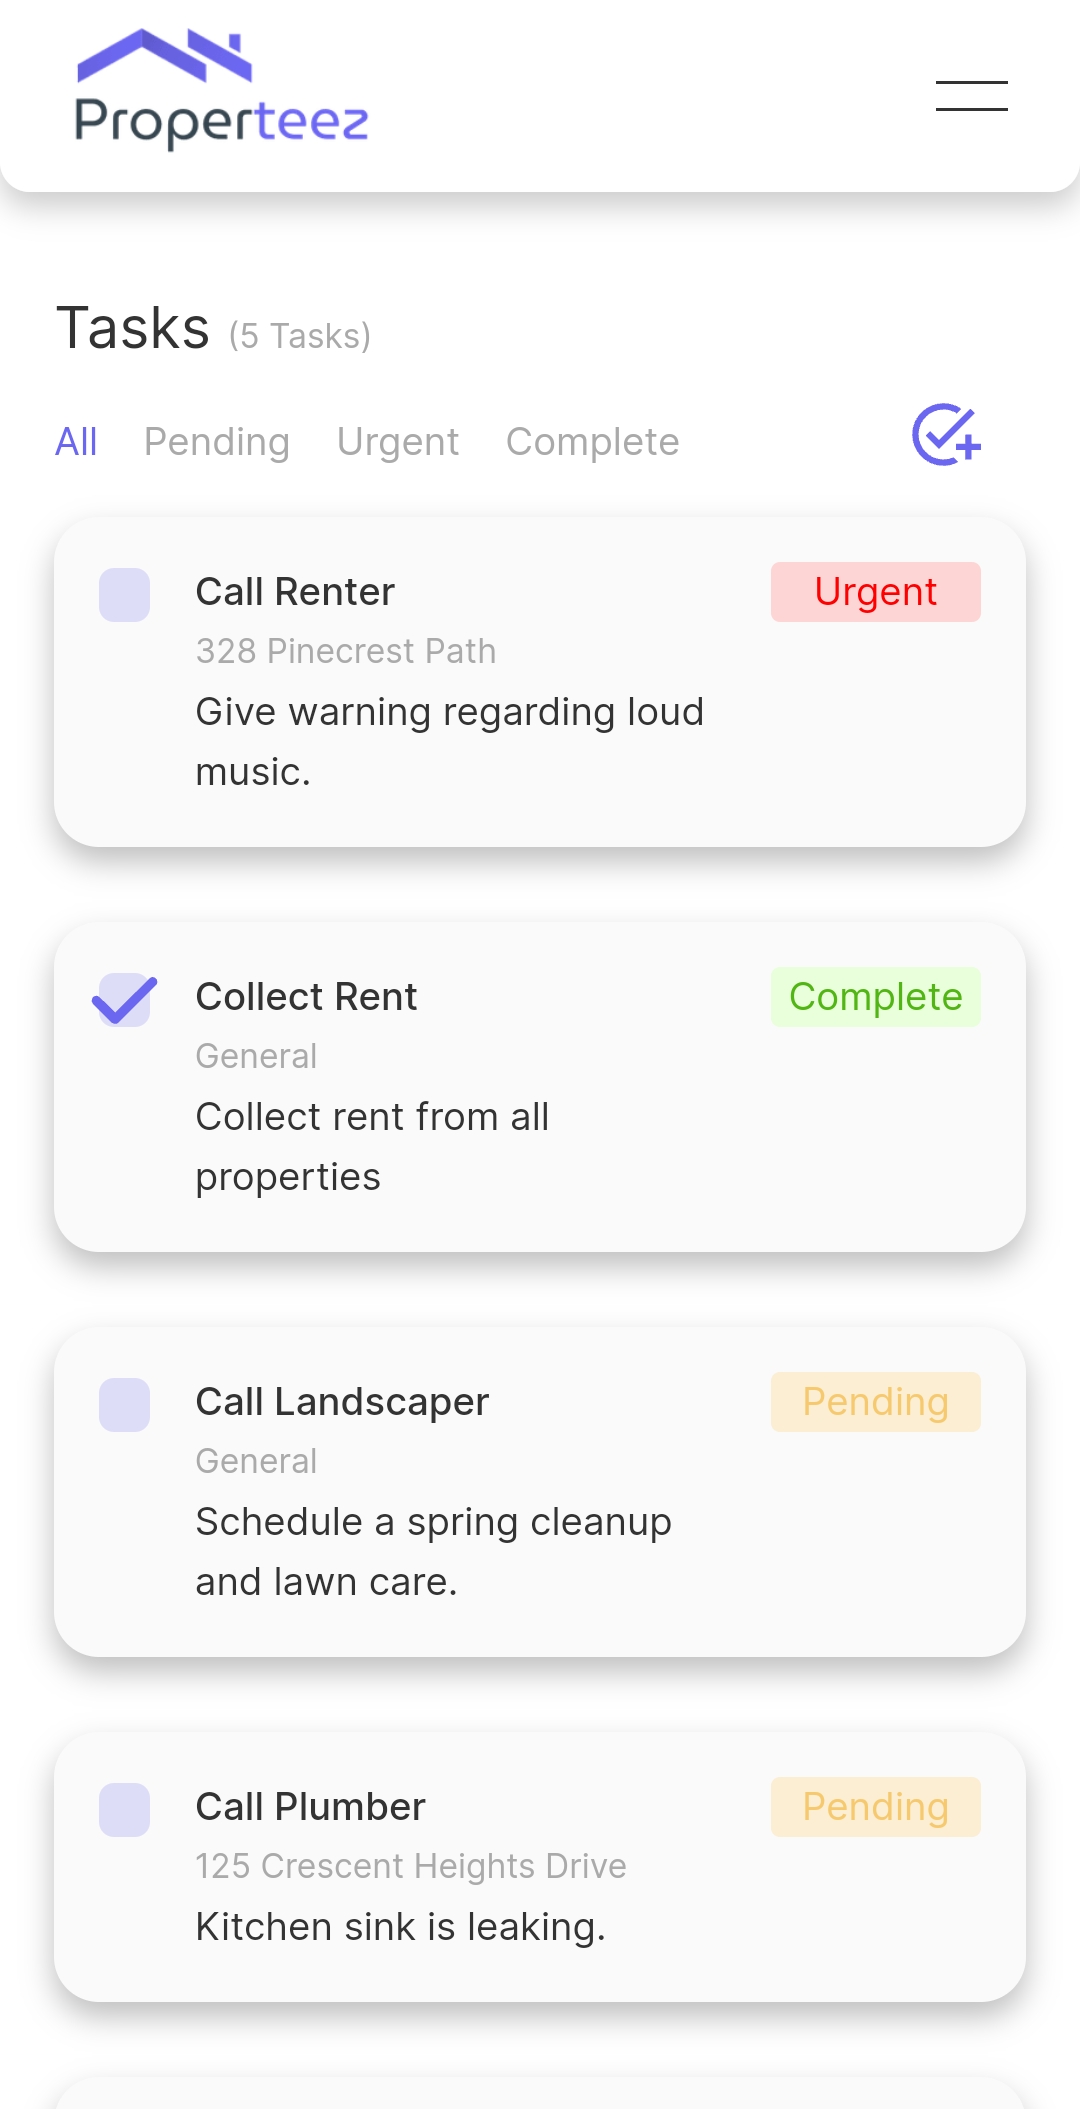 Properteez
Tasks (5 Tasks)
All Pending Urgent Complete
Call Renter Urgent
328 Pinecrest Path
Give warning regarding loud
music.
Collect Rent Complete
General
Collect rent from all
properties
Call Landscaper Pending
General
Schedule a spring cleanup
and lawn care.
Call Plumber Pending
125 Crescent Heights Drive
Kitchen sink is leaking.